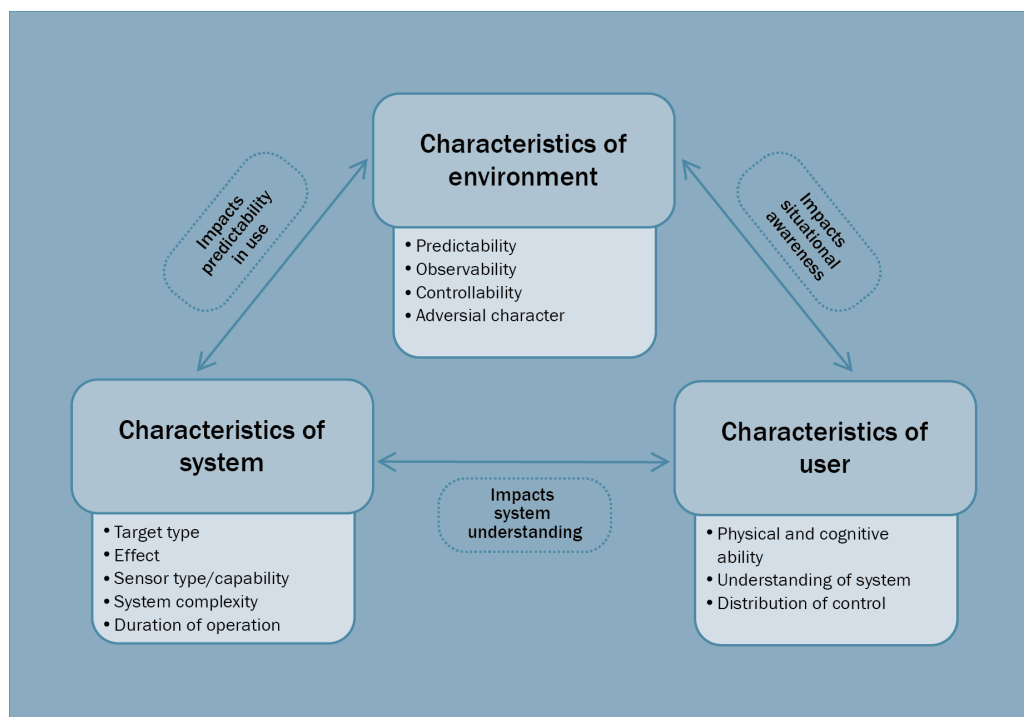 Characteristics of
environment
• Predictability
• Observability
• Controllability
• Adversial character
Impacts
predictability
in use
Impacts
situational
awareness
Characteristics of
system
• Target type
• Effect
• Sensor type/capability
• System complexity
• Duration of operation
Impacts
system
understanding
Characteristics of
user
• Physical and cognitive
ability
• Understanding of system
• Distribution of control